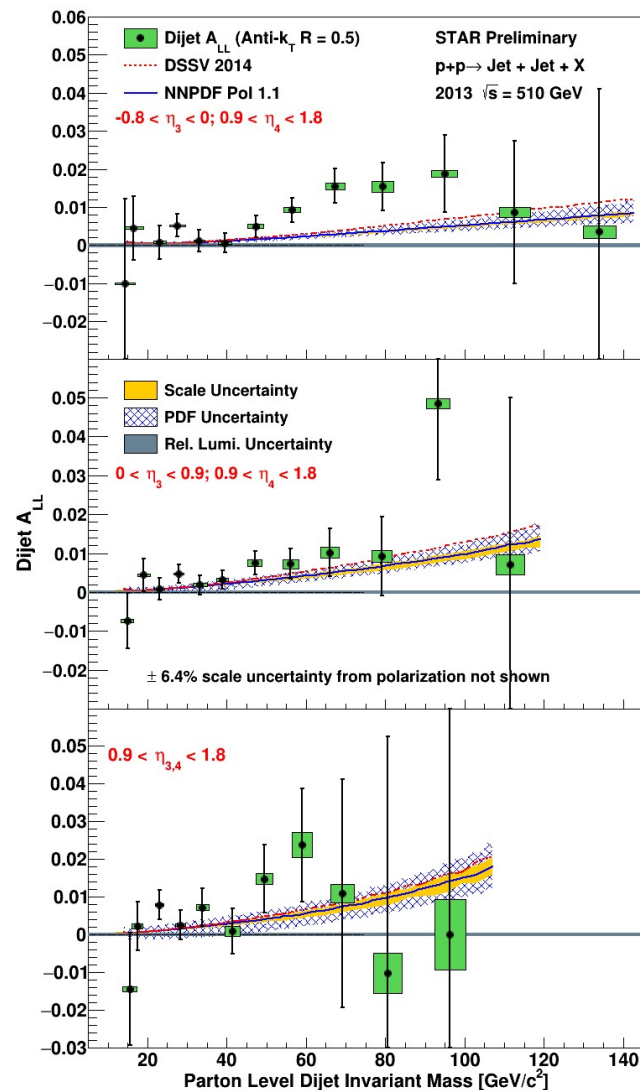 0.06
0.05
0.04
0.03
0.02
0.01
0
−0.01
−0.02
Dijet A_LL (Anti-k_T R = 0.5)
DSSV 2014
NNPDF Pol 1.1
-0.8 < η_3 < 0; 0.9 < η_4 < 1.8
STAR Preliminary
p+p→ Jet + Jet + X
2013 √s = 510 GeV
0.05
0.04
0.03
0.02
0.01
0
−0.01
−0.02
Scale Uncertainty
PDF Uncertainty
Rel. Lumi. Uncertainty
0 < η_3 < 0.9; 0.9 < η_4 < 1.8
± 6.4% scale uncertainty from polarization not shown
Dijet A_LL
0.05
0.04
0.03
0.02
0.01
0
−0.01
−0.02
−0.03
0.9 < η_3,4 < 1.8
20 40 60 80 100 120 140
Parton Level Dijet Invariant Mass [GeV/c²]